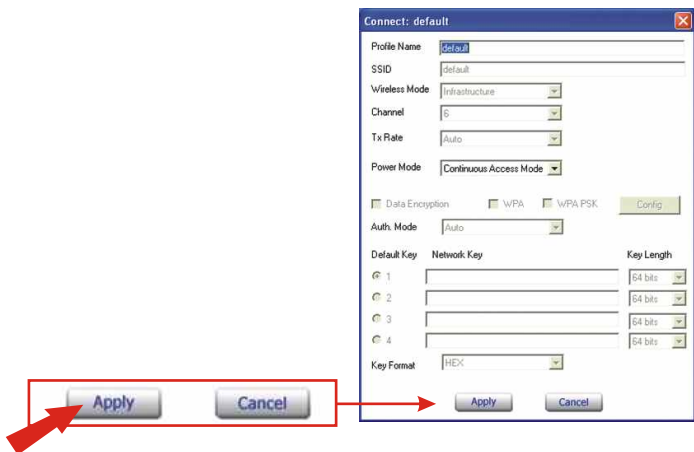 Connect: default
Profile Name default
SSID default
Wireless Mode Infrastructure
Channel 6
Tx Rate Auto
Power Mode Continuous Access Mode
Data Encryption WPA WPA PSK Config
Auth. Mode Auto
Default Key Network Key Key Length
1 64 bits
2 64 bits
3 64 bits
4 64 bits
Key Format HEX
Apply Cancel
Apply Cancel